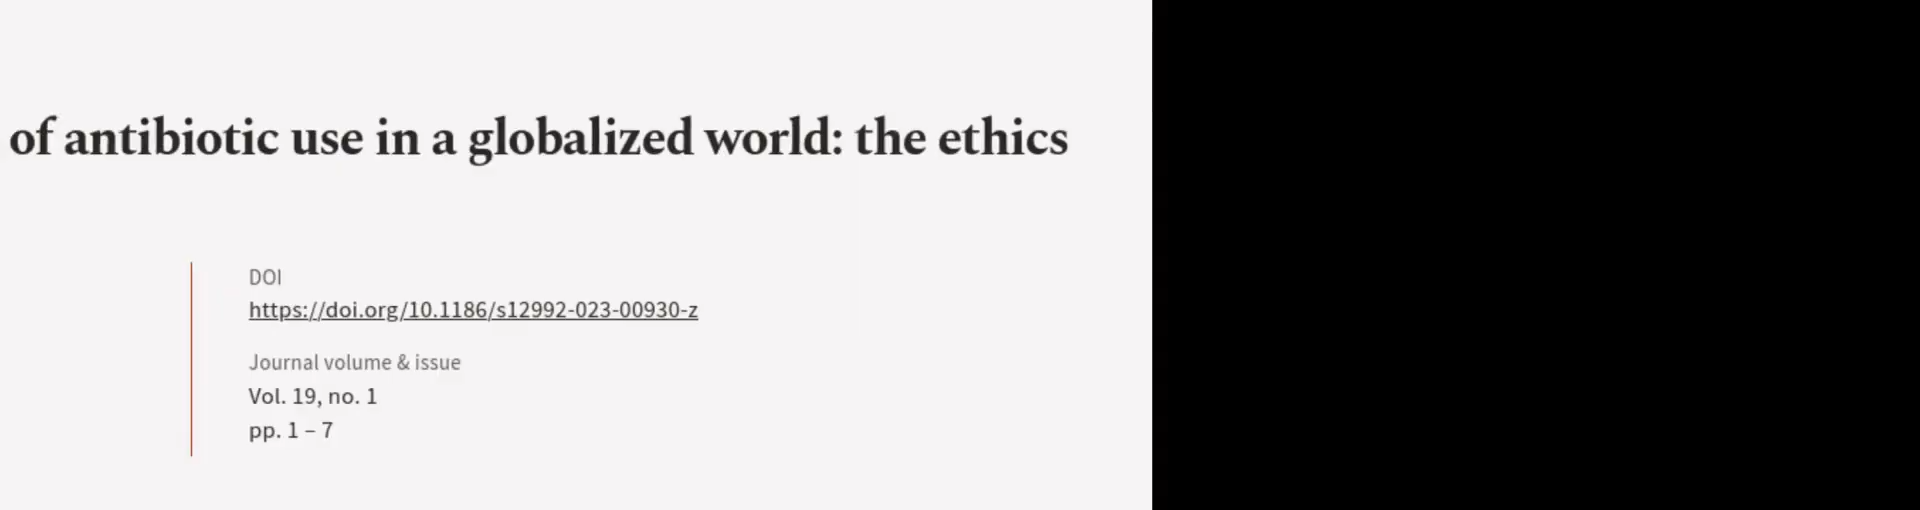 of antibiotic use in a globalized world: the ethics
DOI
https://doi.org/10.1186/s12992-023-00930-z
Journal volume & issue
Vol. 19, no. 1
pp. 1 – 7